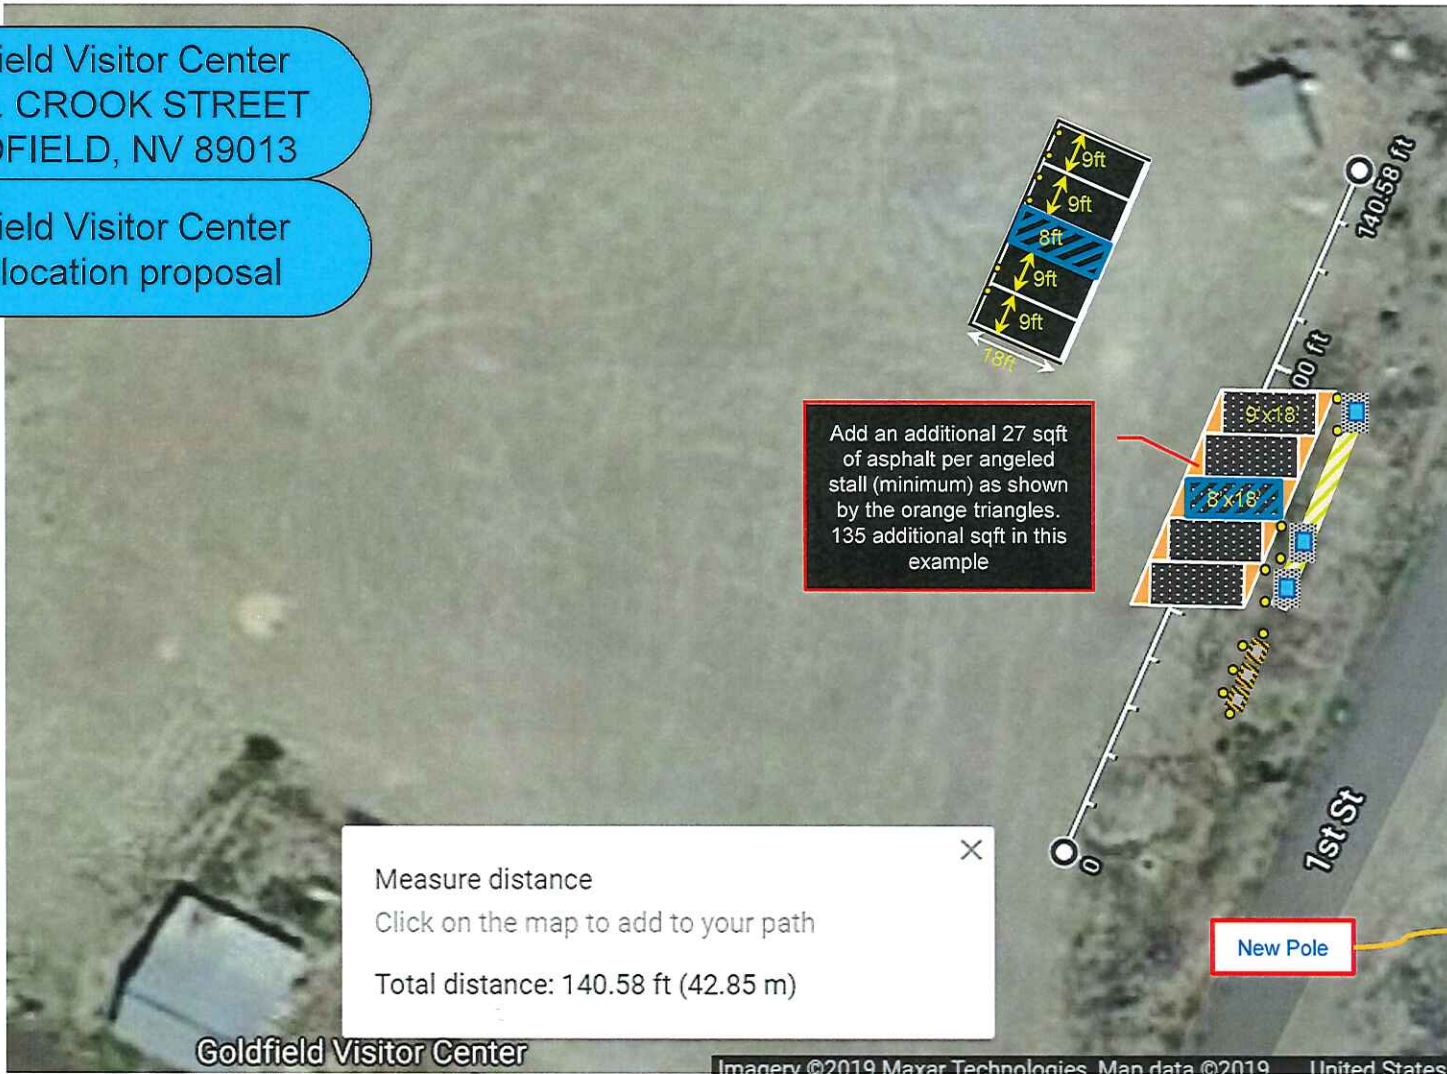 ield Visitor Center
CROOK STREET
FIELD, NV 89013
ield Visitor Center
location proposal
9ft
9ft
8ft
9ft
9ft
18ft
140.58 ft
00 ft
9 x18
8'x18'
Add an additional 27 sqft
of asphalt per angeled
stall (minimum) as shown
by the orange triangles.
135 additional sqft in this
example
0
1st St
New Pole
Measure distance
Click on the map to add to your path
Total distance: 140.58 ft (42.85 m)
Goldfield Visitor Center
Imagery ©2019 Maxar Technologies, Map data ©2019 United States